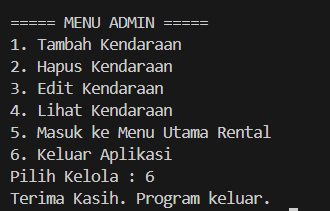 ===== MENU ADMIN =====
1. Tambah Kendaraan
2. Hapus Kendaraan
3. Edit Kendaraan
4. Lihat Kendaraan
5. Masuk ke Menu Utama Rental
6. Keluar Aplikasi
Pilih Kelola : 6
Terima Kasih. Program keluar.